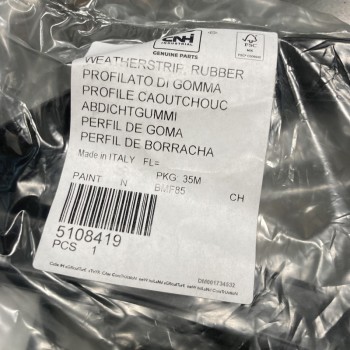 CNH
INDUSTRIAL
GENUINE PARTS
FSC
WEATHERSTRIP, RUBBER
PROFILATO DI GOMMA
PROFILE CAOUTCHOUC
ABDICHTGUMMI
PERFIL DE GOMA
PERFIL DE BORRACHA
Made in ITALY FL=
PKG: 35M
PAINT N BMF85 CH
5108419
PCS 1